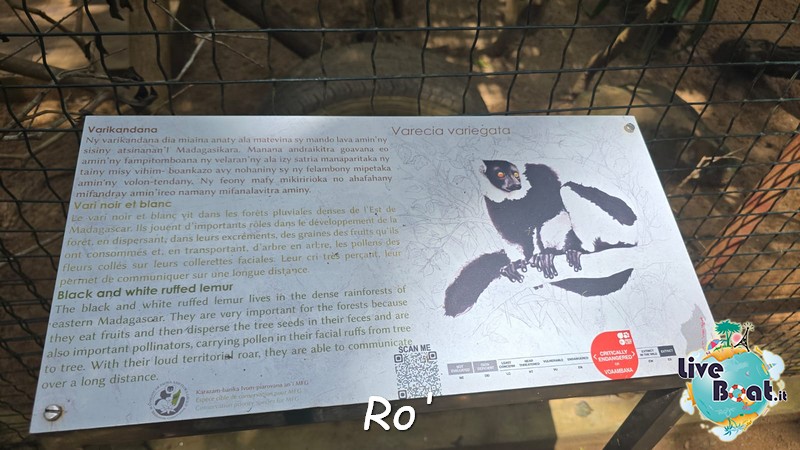 Varikandana
Ny varikandana dia miaina anaty ala matevina sy mando lava amin'ny
sisiny atsinanan'I Madagasikara. Manana andraikitra goavana eo
amin'ny fampitomboana ny velaran'ny ala izy satria manaparitaka ny
tainy misy vihim- boankazo avy nohaniny sy ny felambony mipetaka
amin'ny volon-tendany. Ny feony mafy mikiririoka no ahafahany
mifandray amin'ireo namany mifanalavitra aminy.
Vari noir et blanc
Le vari noir et blanc vit dans les forêts pluviales denses de l'Est de
Madagascar. Ils jouent d'importants rôles dans le développement de la
forêt, en dispersant, dans leurs excréments, des graines des fruits qu'ils
ont consommés et, en transportant, d'arbre en arbre, les pollens des
fleurs collés sur leurs collerettes faciales. Leur cri très perçant, leur
permet de communiquer sur une longue distance.
Black and white ruffed lemur
The black and white ruffed lemur lives in the dense rainforests of
eastern Madagascar. They are very important for the forests because
they eat fruits and then disperse the tree seeds in their feces and are
also important pollinators, carrying pollen in their facial ruffs from tree
to tree. With their loud territorial roar, they are able to communicate
over a long distance.
Varecia variegata
SCAN ME
CRITICALLY
ENDANGERED
VOAAMBANA
Ro'
Live
Boat.it